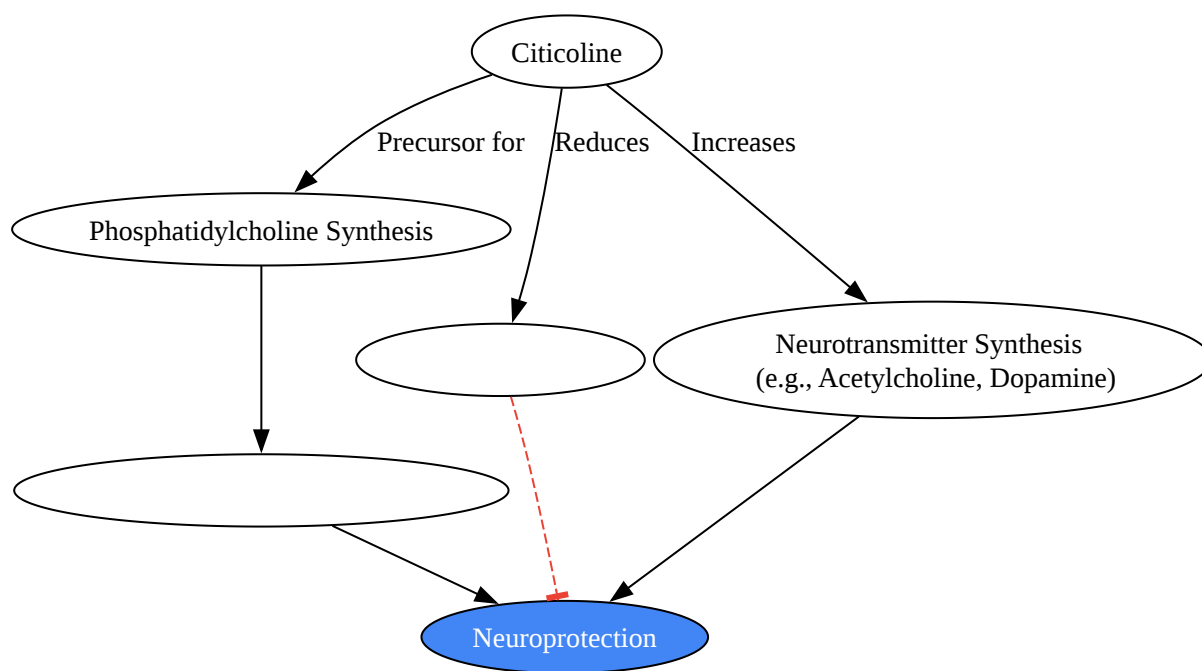 Citicoline
Precursor for
Reduces
Increases
Phosphatidylcholine Synthesis
Neurotransmitter Synthesis
(e.g., Acetylcholine, Dopamine)
Neuroprotection